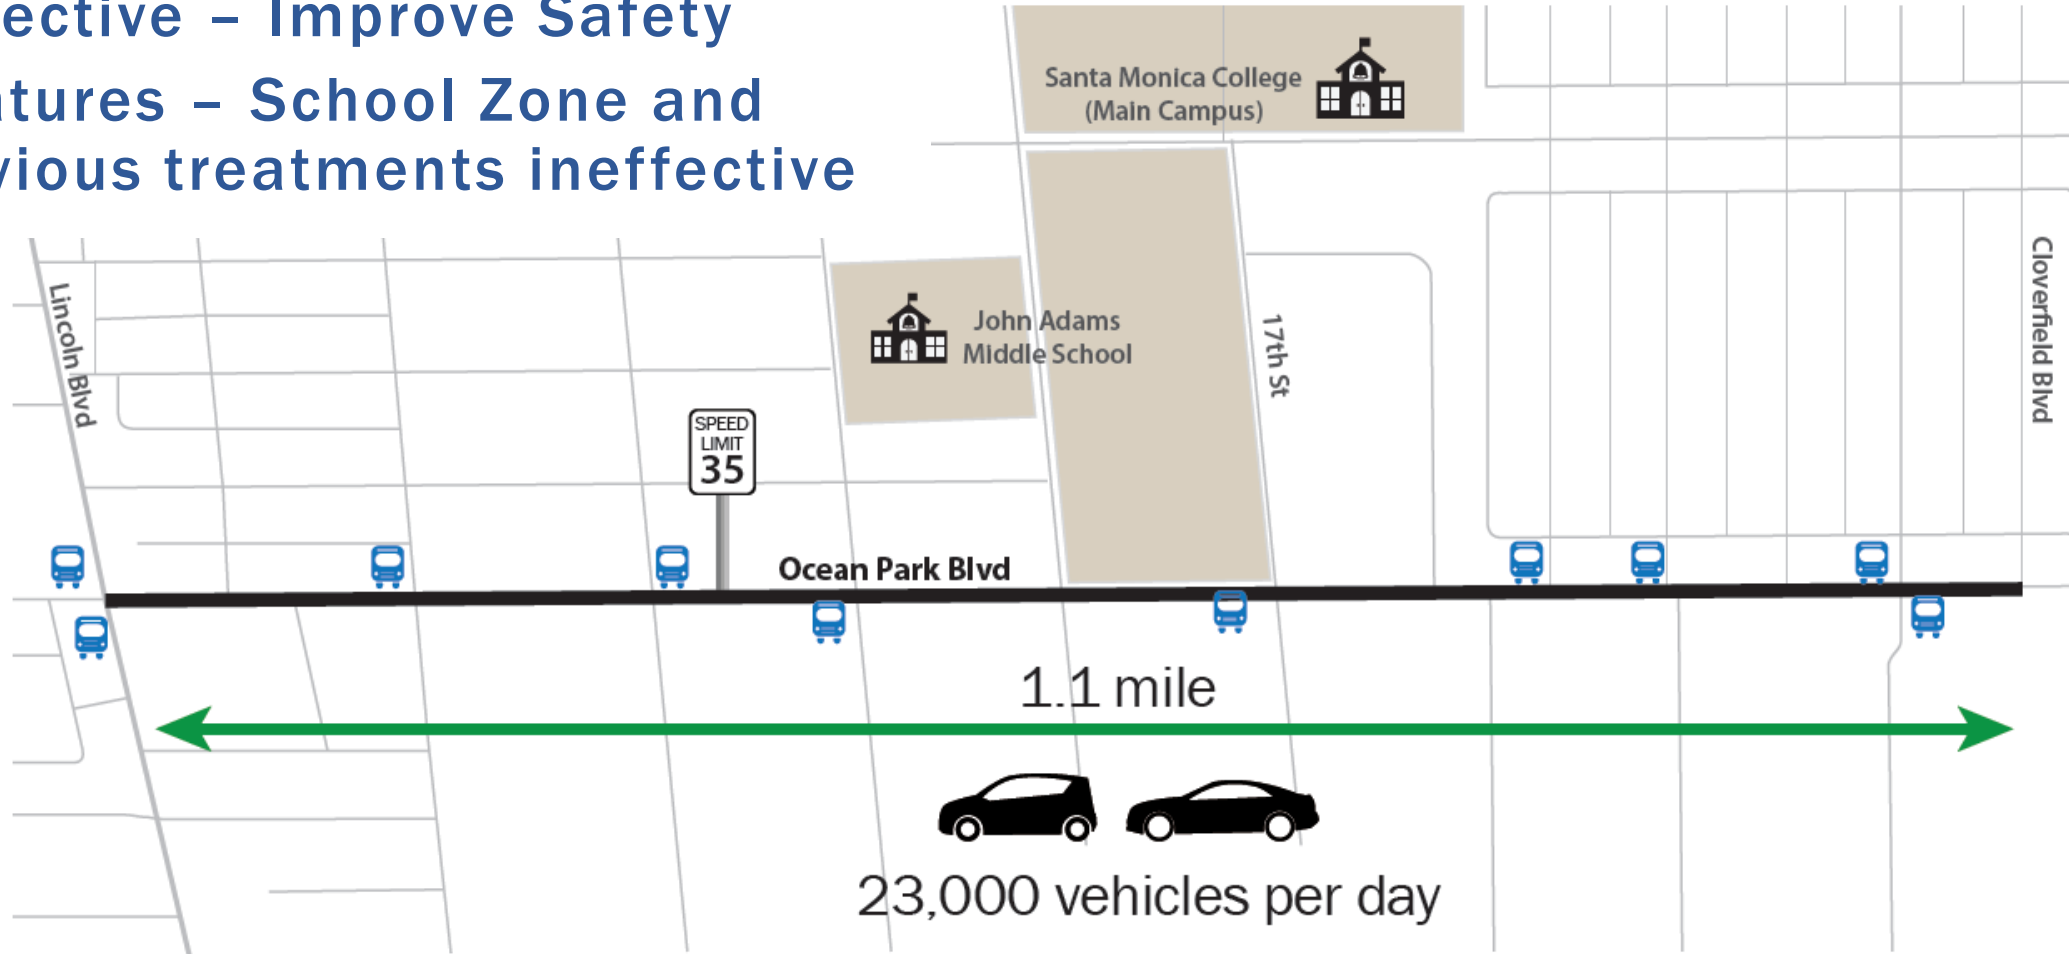 ective – Improve Safety
atures – School Zone and
vious treatments ineffective
Santa Monica College
(Main Campus)
Lincoln Blvd
John Adams
Middle School
17th St
Cloverfield Blvd
SPEED
LIMIT
35
Ocean Park Blvd
1.1 mile
23,000 vehicles per day